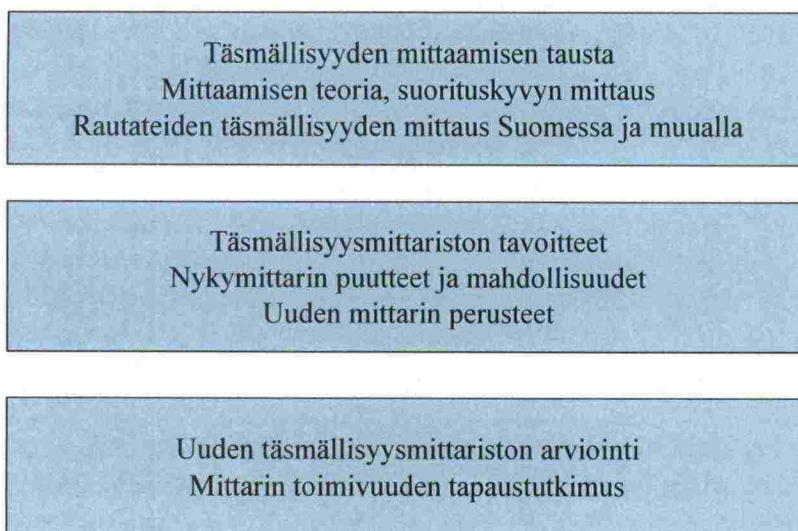 Täsmällisyyden mittaamisen tausta
Mittaamisen teoria, suorituskyvyn mittaus
Rautateiden täsmällisyyden mittaus Suomessa ja muualla
Täsmällisyysmittariston tavoitteet
Nykymittarin puutteet ja mahdollisuudet
Uuden mittarin perusteet
Uuden täsmällisyysmittariston arviointi
Mittarin toimivuuden tapaustutkimus